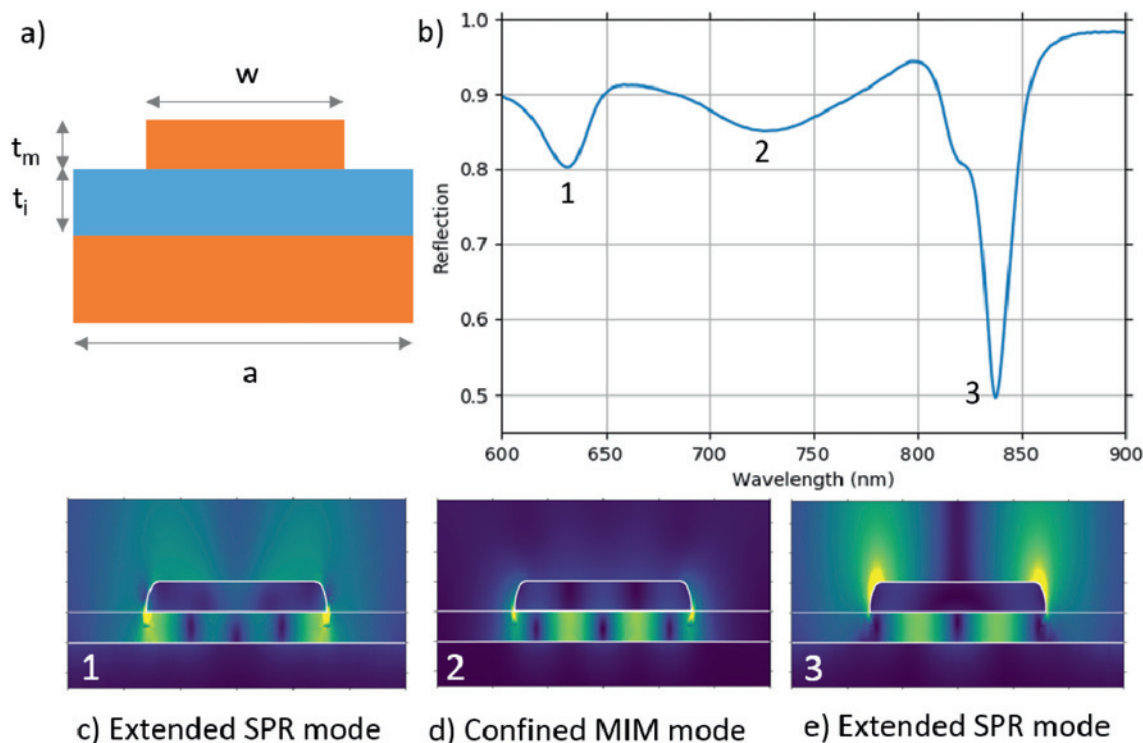 a)
w
tm
ti
a
b)
1.0
0.9
0.8
0.7
0.6
0.5
Reflection
1
2
3
600 650 700 750 800 850 900
Wavelength (nm)
1
2
3
c) Extended SPR mode
d) Confined MIM mode
e) Extended SPR mode